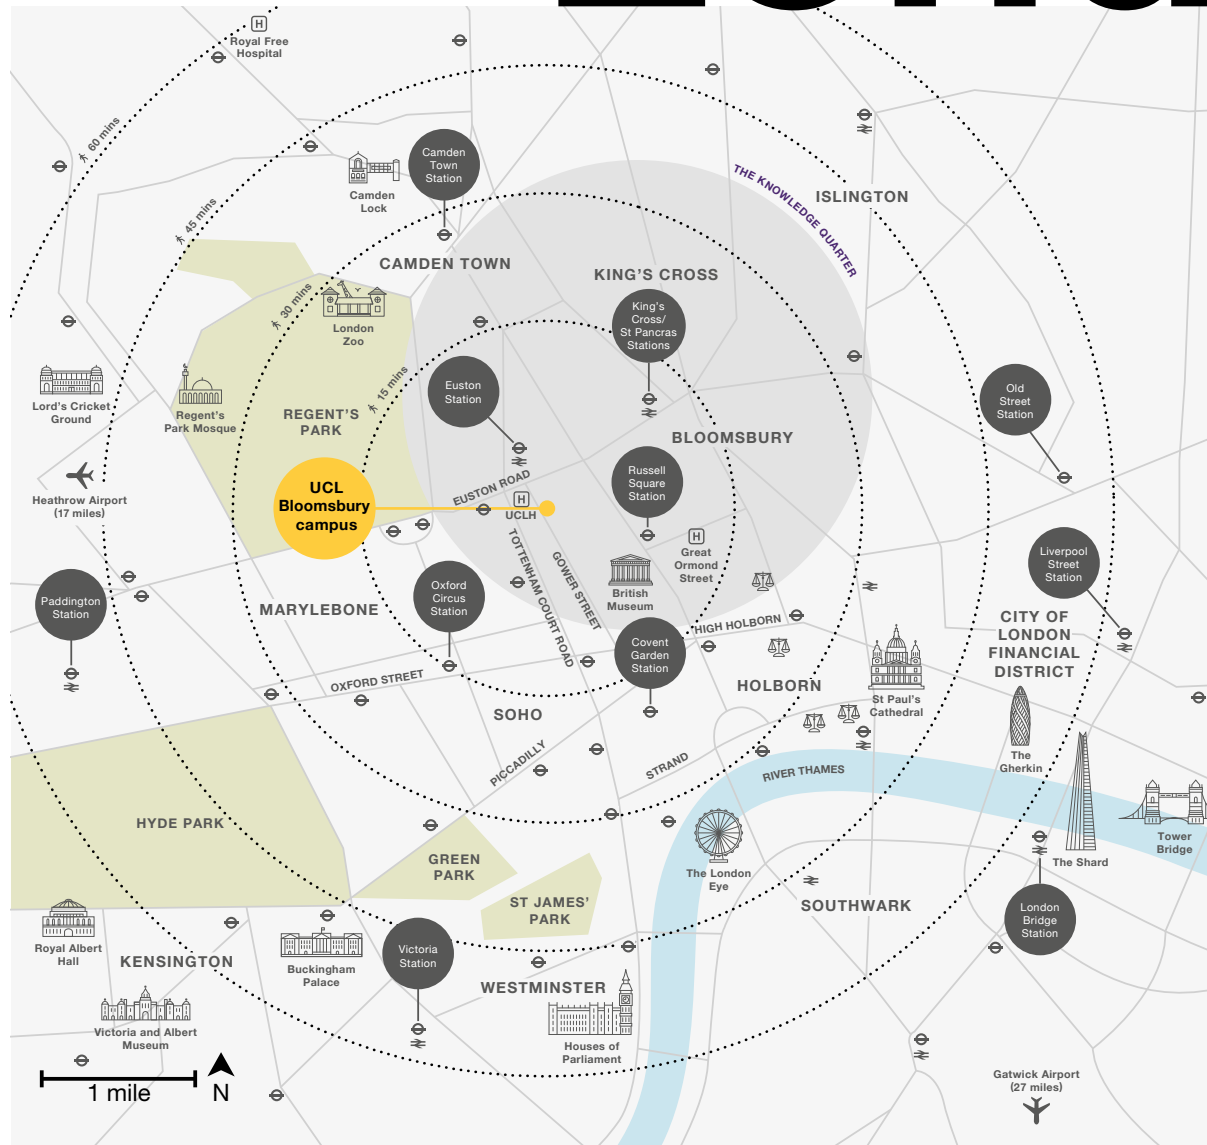 H
Royal Free
Hospital
60 mins
Camden
Town
Station
Camden
Lock
THE KNOWLEDGE QUARTER
ISLINGTON
45 mins
CAMDEN TOWN
KING'S CROSS
30 mins
London
Zoo
King's
Cross/
St Pancras
Stations
Lord's Cricket
Ground
Regent's
Park Mosque
15 mins
Euston
Station
Old
Street
Station
REGENT'S
PARK
BLOOMSBURY
Heathrow Airport
(17 miles)
UCL
Bloomsbury
campus
EUSTON ROAD
Russell
Square
Station
H
UCLH
H
Great
Ormond
Street
Liverpool
Street
Station
TOTTENHAM COURT ROAD
GOWER STREET
British
Museum
Paddington
Station
MARYLEBONE
Oxford
Circus
Station
HIGH HOLBORN
CITY OF
LONDON
FINANCIAL
DISTRICT
Covent
Garden
Station
OXFORD STREET
HOLBORN
St Paul's
Cathedral
SOHO
PICCADILLY
STRAND
RIVER THAMES
The
Gherkin
HYDE PARK
GREEN
PARK
The London
Eye
The Shard
Tower
Bridge
ST JAMES'
PARK
SOUTHWARK
London
Bridge
Station
Royal Albert
Hall
KENSINGTON
Buckingham
Palace
Victoria
Station
WESTMINSTER
Victoria and Albert
Museum
Houses of
Parliament
1 mile
N
Gatwick Airport
(27 miles)